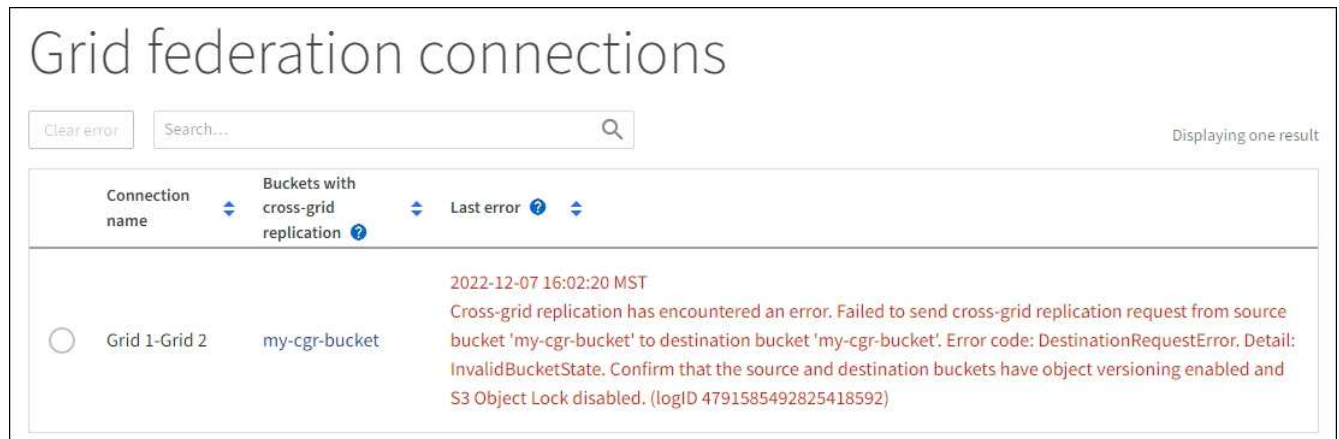 Grid federation connections
Clear error
Search...
Displaying one result
Connection name
Buckets with cross-grid replication
Last error
Grid 1-Grid 2
my-cgr-bucket
2022-12-07 16:02:20 MST
Cross-grid replication has encountered an error. Failed to send cross-grid replication request from source
bucket 'my-cgr-bucket' to destination bucket 'my-cgr-bucket'. Error code: DestinationRequestError. Detail:
InvalidBucketState. Confirm that the source and destination buckets have object versioning enabled and
S3 Object Lock disabled. (logID 4791585492825418592)